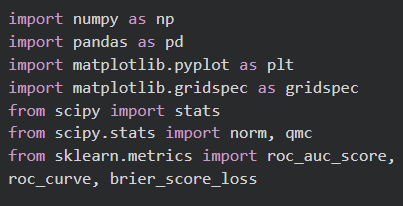 import numpy as np
import pandas as pd
import matplotlib.pyplot as plt
import matplotlib.gridspec as gridspec
from scipy import stats
from scipy.stats import norm, qmc
from sklearn.metrics import roc_auc_score,
roc_curve, brier_score_loss